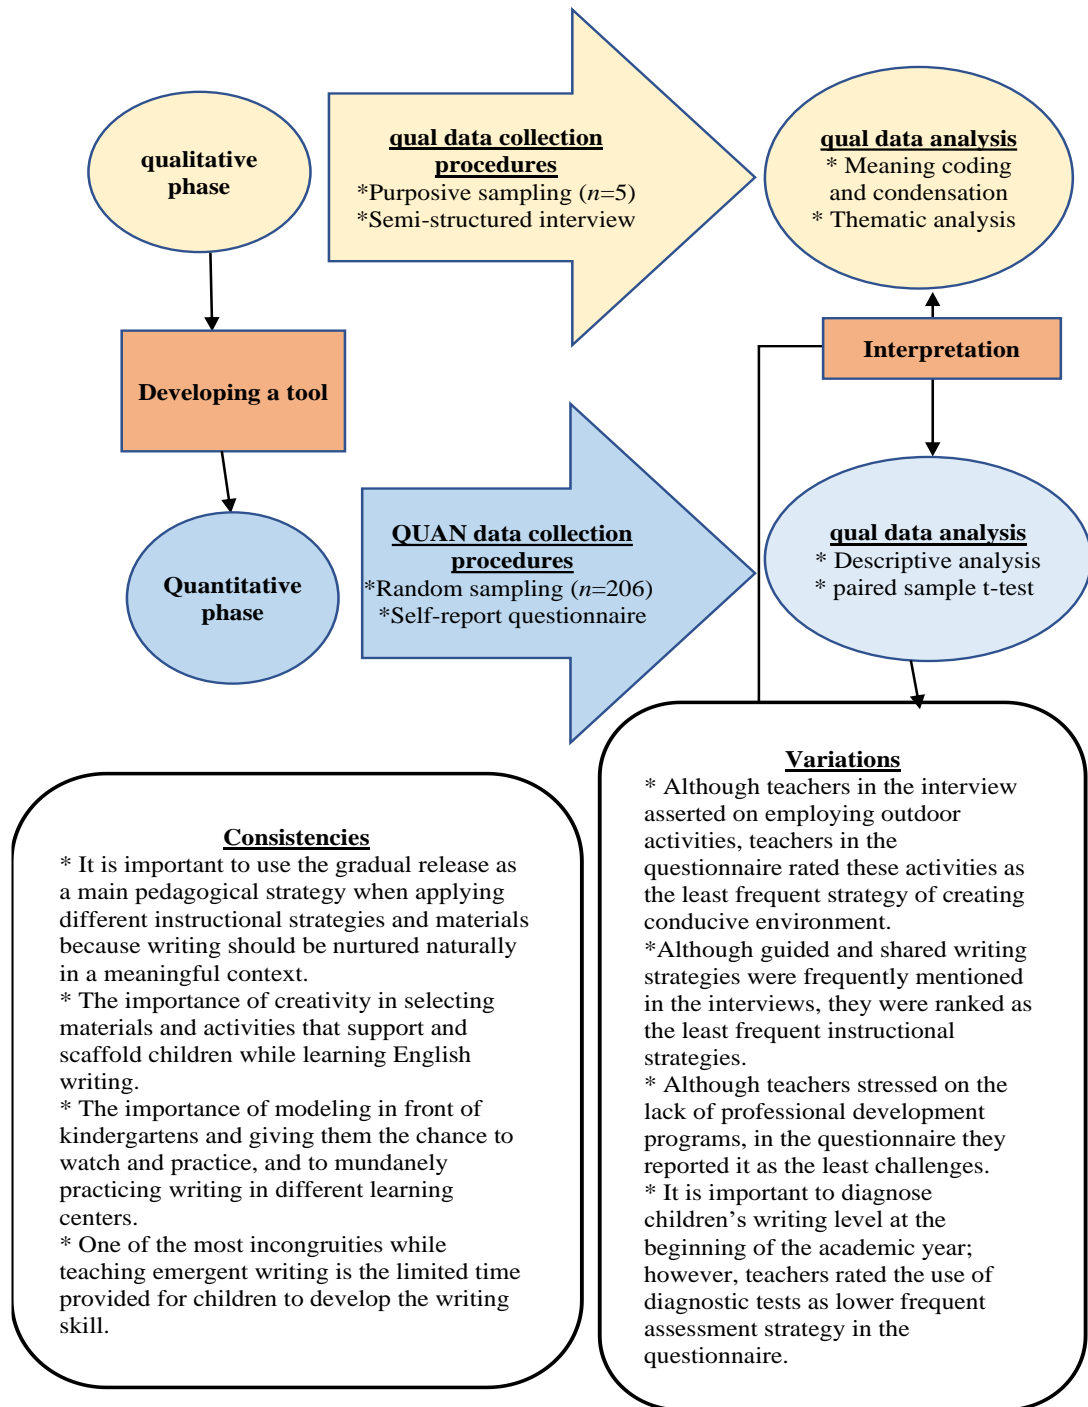 qualitative
phase
qual data collection
procedures
*Purposive sampling (n=5)
*Semi-structured interview
qual data analysis
* Meaning coding
and condensation
* Thematic analysis
Developing a tool
Interpretation
Quantitative
phase
QUAN data collection
procedures
*Random sampling (n=206)
*Self-report questionnaire
qual data analysis
* Descriptive analysis
* paired sample t-test
Consistencies
* It is important to use the gradual release as
a main pedagogical strategy when applying
different instructional strategies and materials
because writing should be nurtured naturally
in a meaningful context.
* The importance of creativity in selecting
materials and activities that support and
scaffold children while learning English
writing.
* The importance of modeling in front of
kindergartens and giving them the chance to
watch and practice, and to mundanely
practicing writing in different learning
centers.
* One of the most incongruities while
teaching emergent writing is the limited time
provided for children to develop the writing
skill.
Variations
* Although teachers in the interview
asserted on employing outdoor
activities, teachers in the
questionnaire rated these activities as
the least frequent strategy of creating
conducive environment.
*Although guided and shared writing
strategies were frequently mentioned
in the interviews, they were ranked as
the least frequent instructional
strategies.
* Although teachers stressed on the
lack of professional development
programs, in the questionnaire they
reported it as the least challenges.
* It is important to diagnose
children’s writing level at the
beginning of the academic year;
however, teachers rated the use of
diagnostic tests as lower frequent
assessment strategy in the
questionnaire.